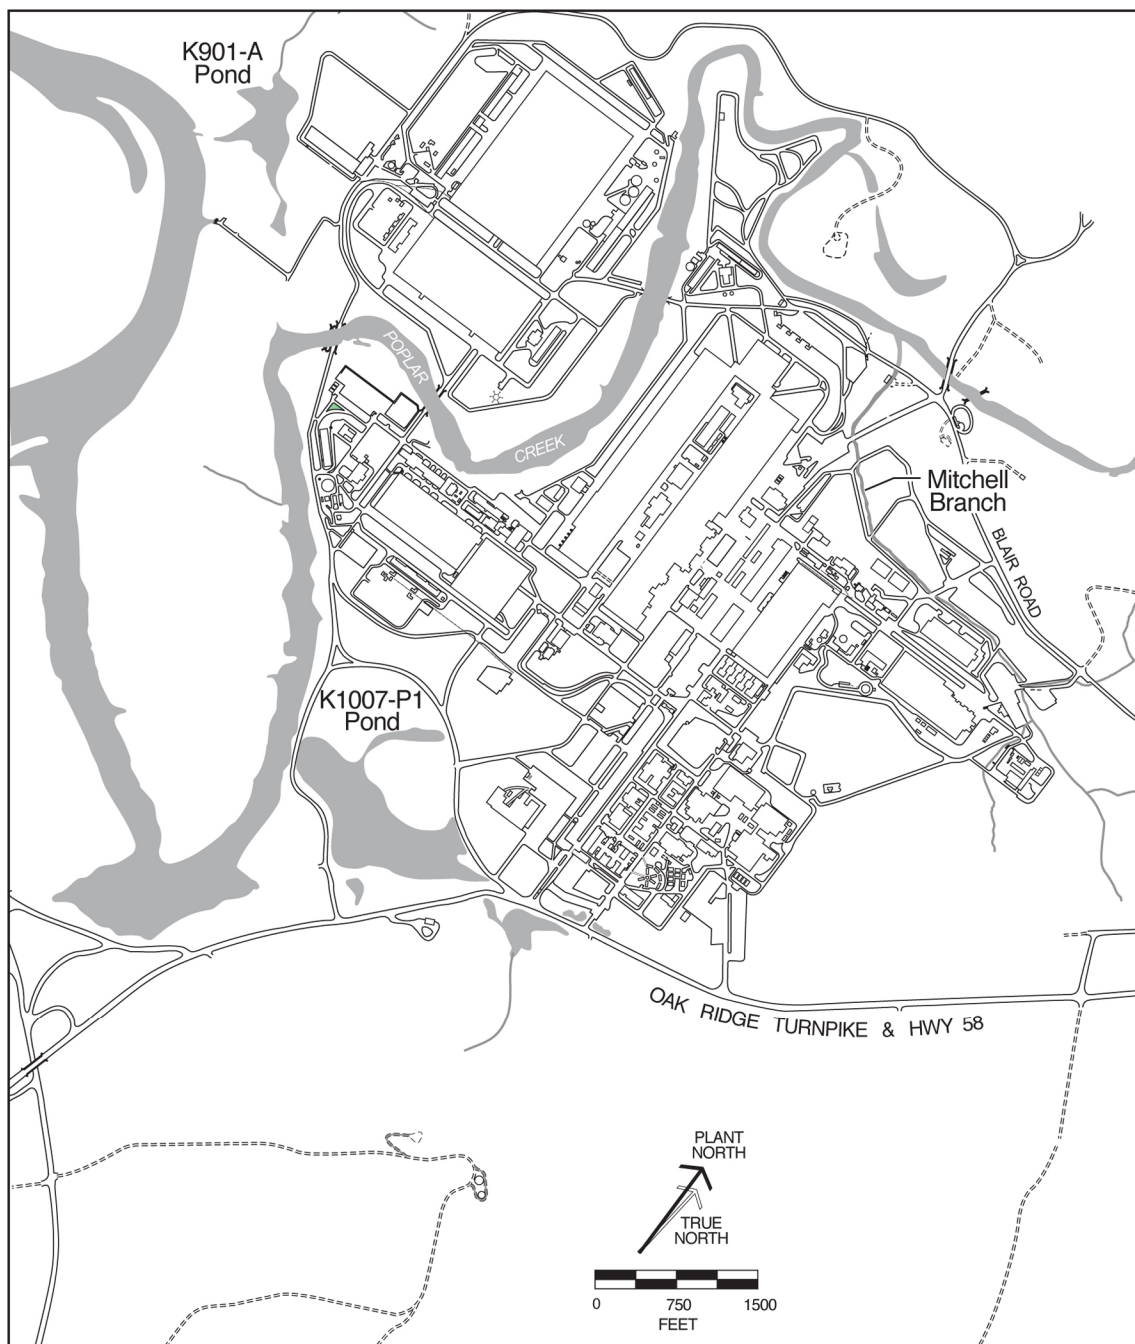 K901-A
Pond
POPLAR
CREEK
Mitchell
Branch
BLAIR ROAD
K1007-P1
Pond
OAK RIDGE TURNPIKE & HWY 58
PLANT
NORTH
TRUE
NORTH
0 750 1500
FEET